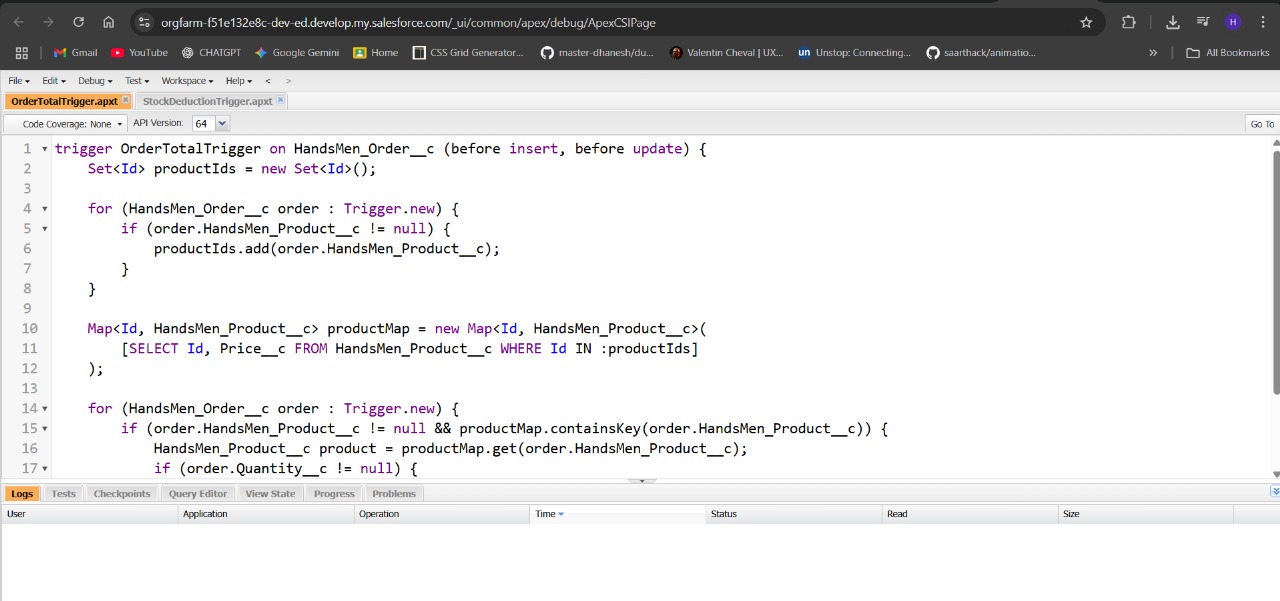 orgfarm-f51e132e8c-dev-ed.develop.my.salesforce.com/_ui/common/apex/debug/ApexCSIPage H
Gmail YouTube CHATGPT Google Gemini Home CSS Grid Generator... master-dhanesh/du... Valentin Cheval | UX... un Unstop: Connecting... saarthack/animatio... » All Bookmarks
File Edit Debug Test Workspace Help < >
OrderTotalTrigger.apxt StockDeductionTrigger.apxt
Code Coverage: None API Version: 64 Go To
1 trigger OrderTotalTrigger on HandsMen_Order__c (before insert, before update) {
2 Set<Id> productIds = new Set<Id>();
3
4 for (HandsMen_Order__c order : Trigger.new) {
5 if (order.HandsMen_Product__c != null) {
6 productIds.add(order.HandsMen_Product__c);
7 }
8 }
9
10 Map<Id, HandsMen_Product__c> productMap = new Map<Id, HandsMen_Product__c>(
11 [SELECT Id, Price__c FROM HandsMen_Product__c WHERE Id IN :productIds]
12 );
13
14 for (HandsMen_Order__c order : Trigger.new) {
15 if (order.HandsMen_Product__c != null && productMap.containsKey(order.HandsMen_Product__c)) {
16 HandsMen_Product__c product = productMap.get(order.HandsMen_Product__c);
17 if (order.Quantity__c != null) {
Logs Tests Checkpoints Query Editor View State Progress Problems
User Application Operation Time Status Read Size